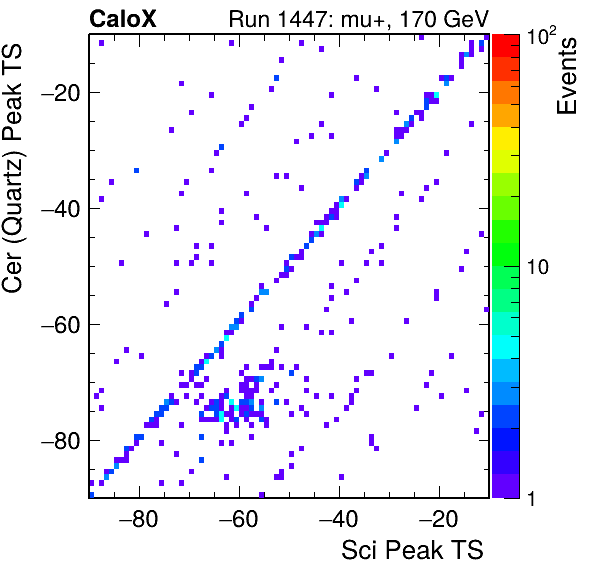 CaloX Run 1447: mu+, 170 GeV
Cer (Quartz) Peak TS
−20
−40
−60
−80
−80 −60 −40 −20
Sci Peak TS
10²
10
1
Events